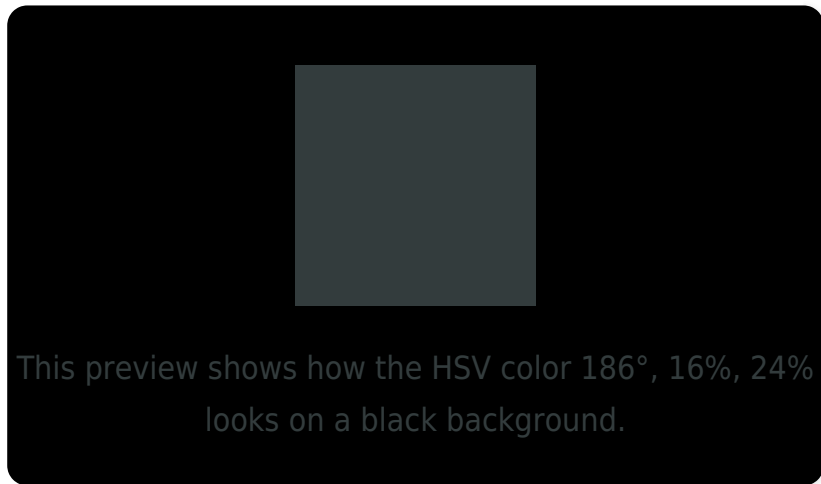 This preview shows how the HSV color 186°, 16%, 24%
looks on a black background.